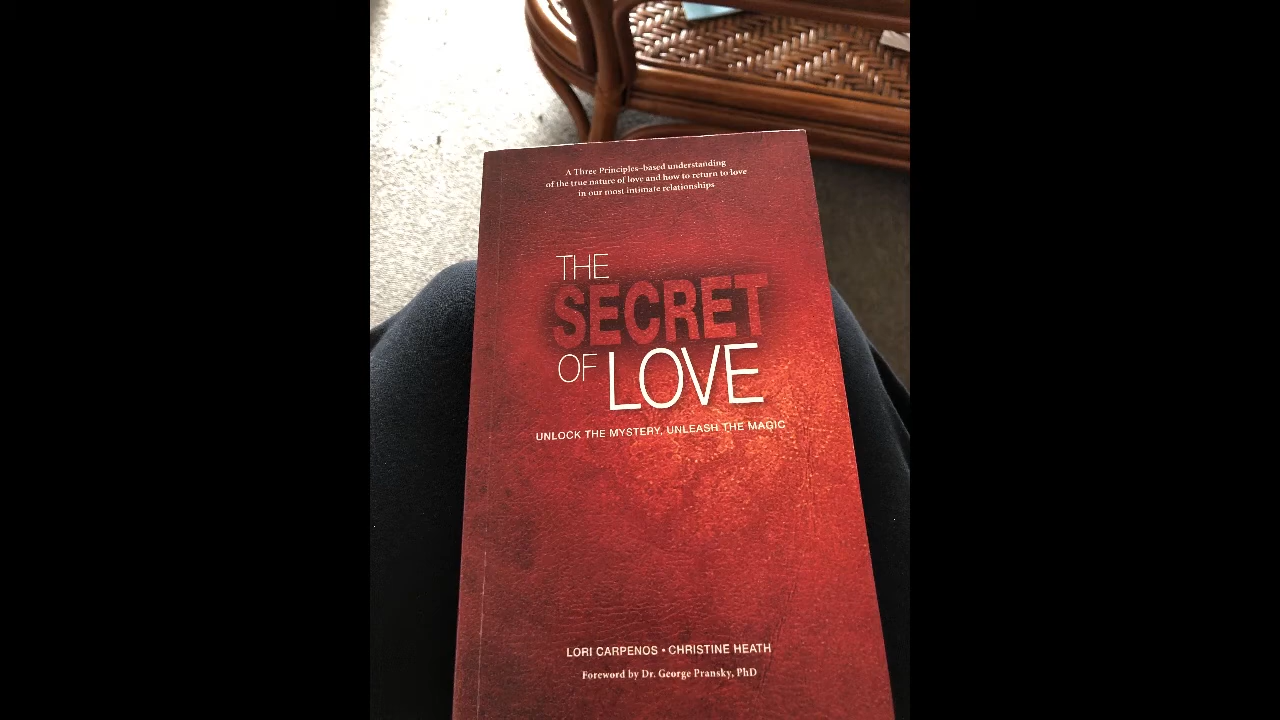 A Three Principles–based understanding
of the true nature of love and how to return to love
in our most intimate relationships
THE
SECRET
OF LOVE
UNLOCK THE MYSTERY, UNLEASH THE MAGIC
LORI CARPENOS • CHRISTINE HEATH
Foreword by Dr. George Pransky, PhD